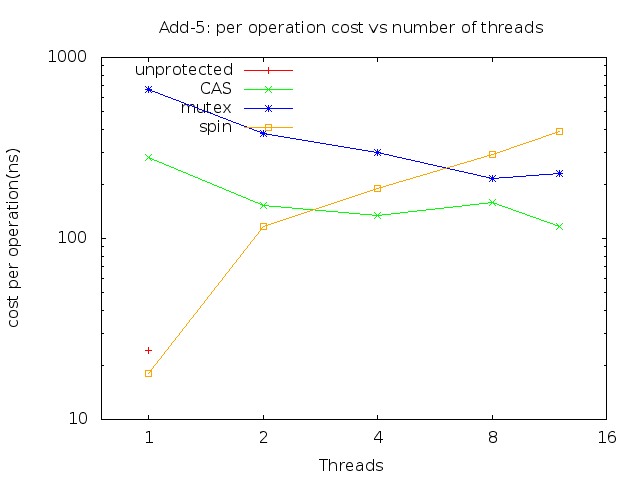 Add-5: per operation cost vs number of threads
1000
unprotected
CAS
mutex
spin
cost per operation(ns)
100
10
1 2 4 8 16
Threads